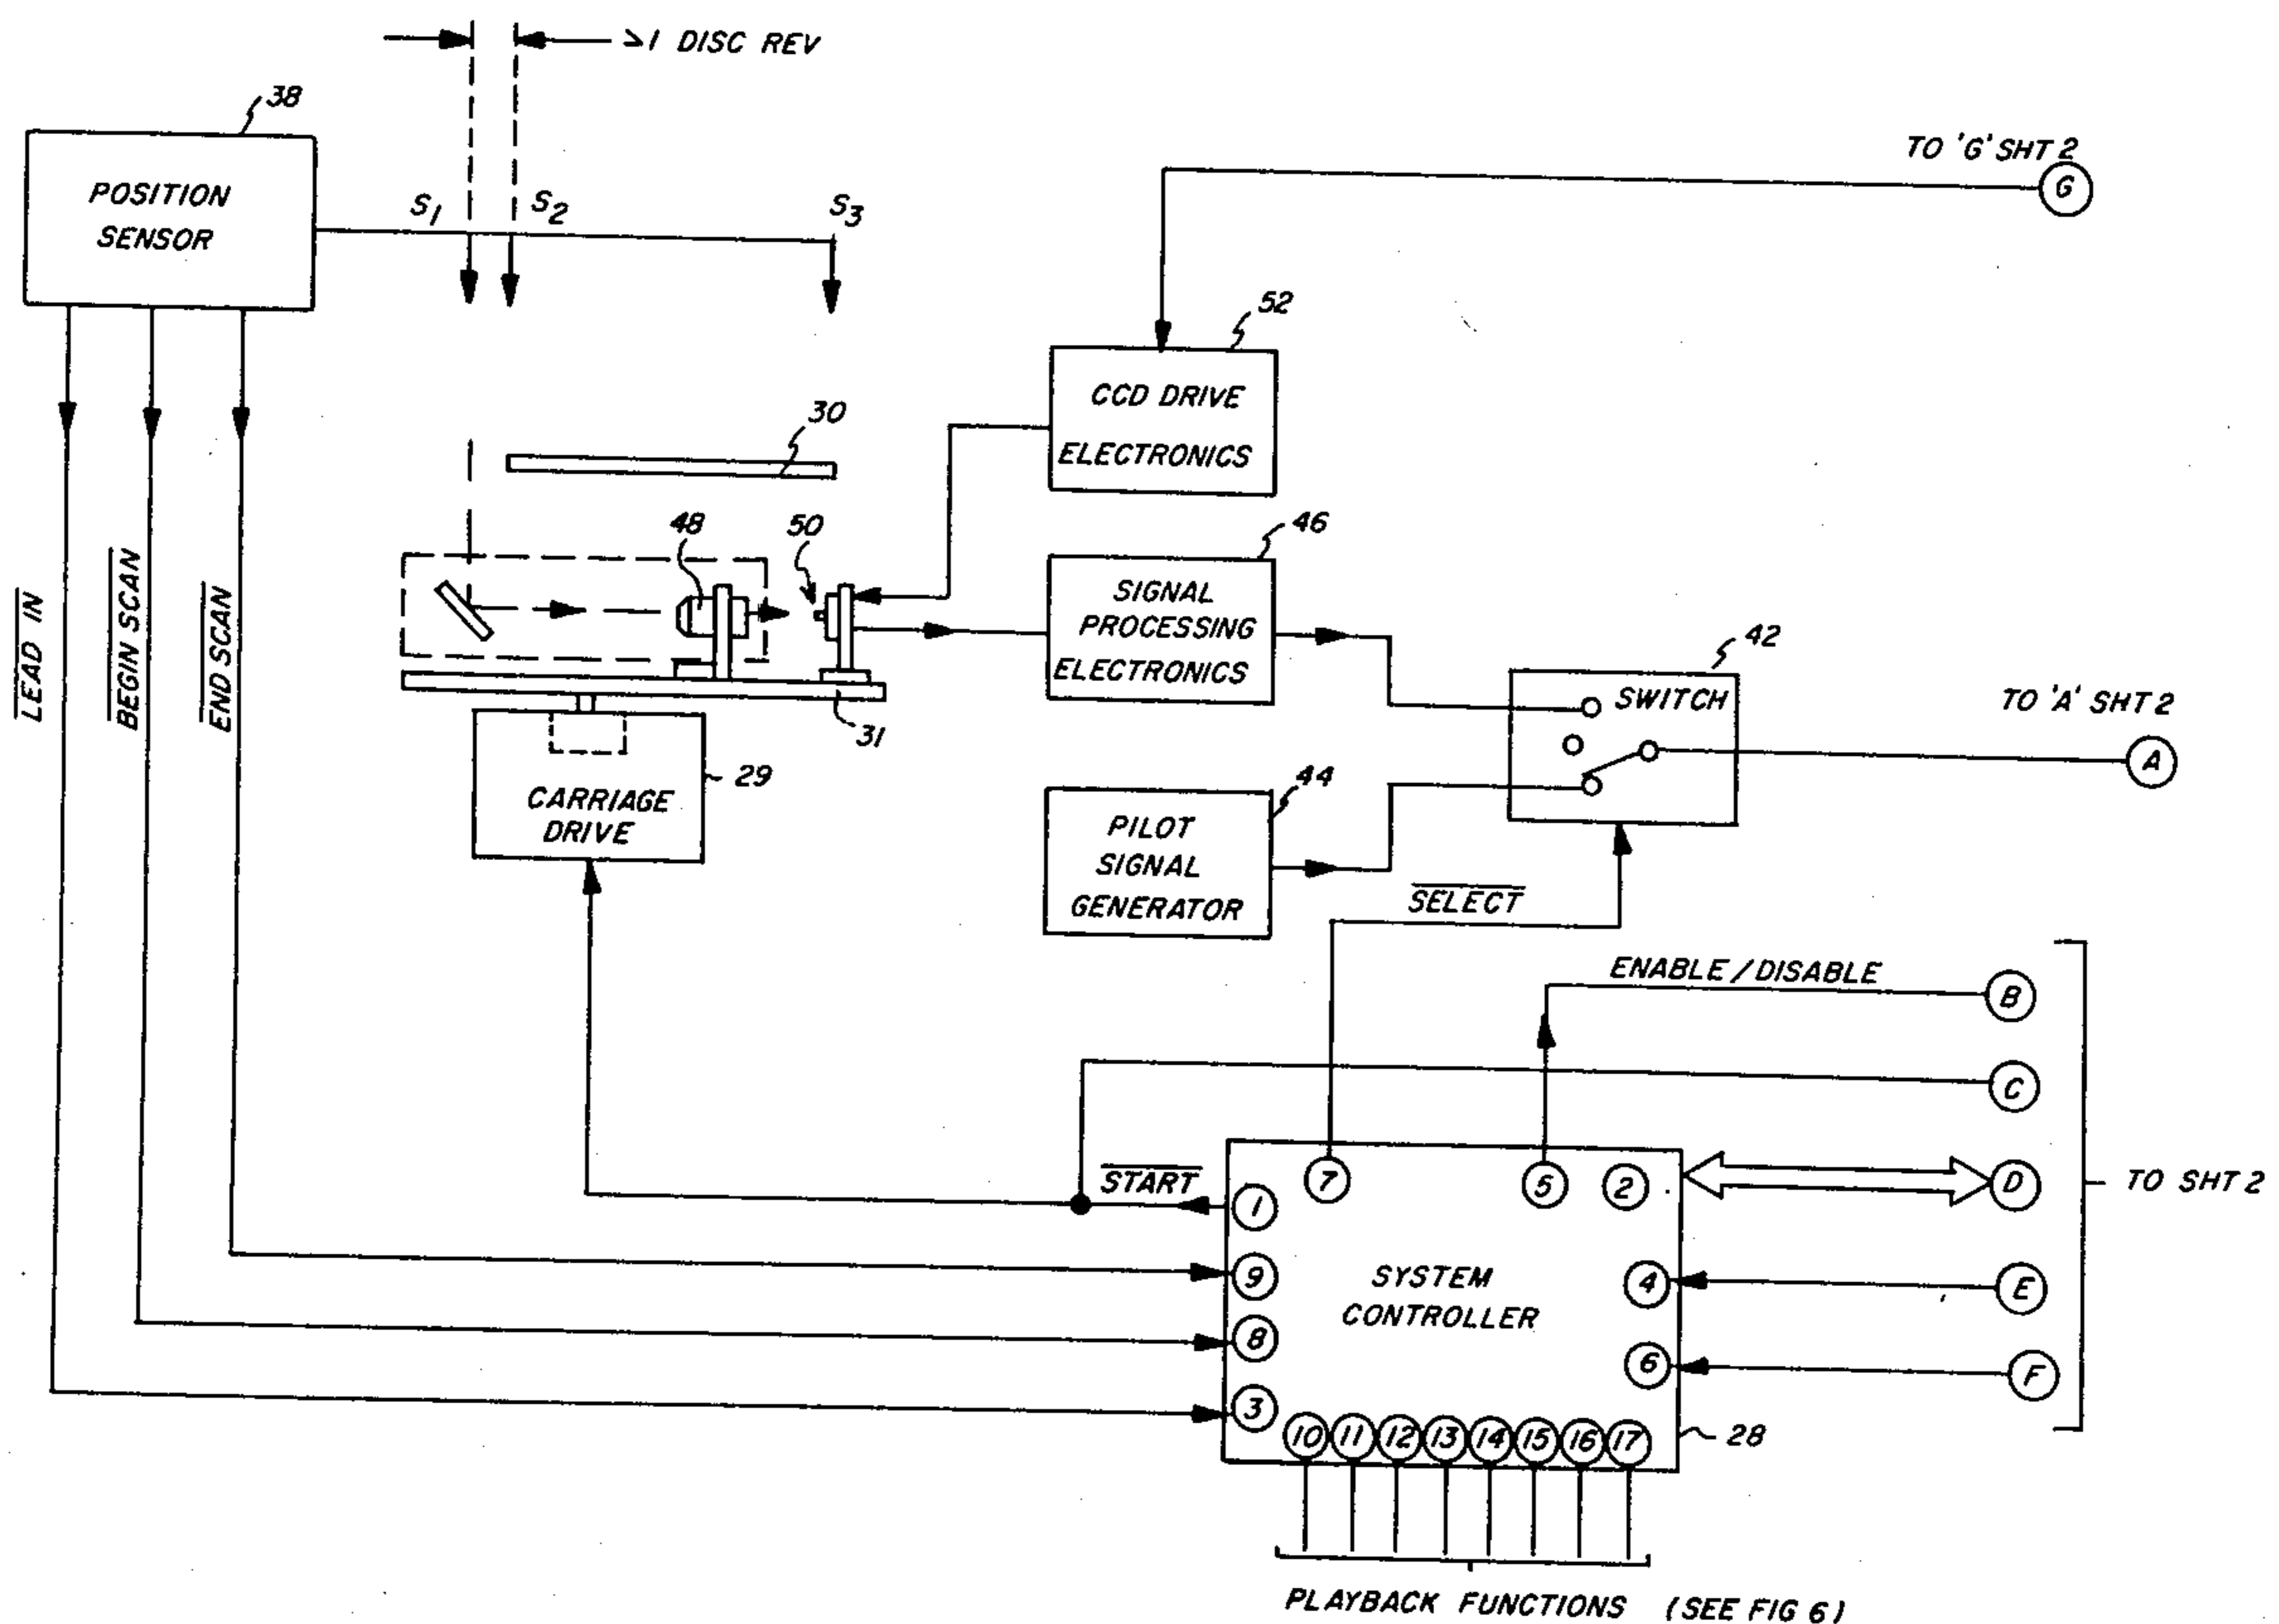 ≥1 DISC REV
38
TO 'G' SHT 2
G
POSITION
SENSOR
S1
S2
S3
52
CCD DRIVE
ELECTRONICS
30
48
50
46
SIGNAL
PROCESSING
ELECTRONICS
LEAD IN
BEGIN SCAN
END SCAN
42
SWITCH
TO 'A' SHT 2
A
31
29
CARRIAGE
DRIVE
44
PILOT
SIGNAL
GENERATOR
SELECT
ENABLE/DISABLE
B
C
START
1
7
5
2
D
TO SHT 2
9
SYSTEM
CONTROLLER
4
E
8
6
F
3
10 11 12 13 14 15 16 17
28
PLAYBACK FUNCTIONS (SEE FIG 6)